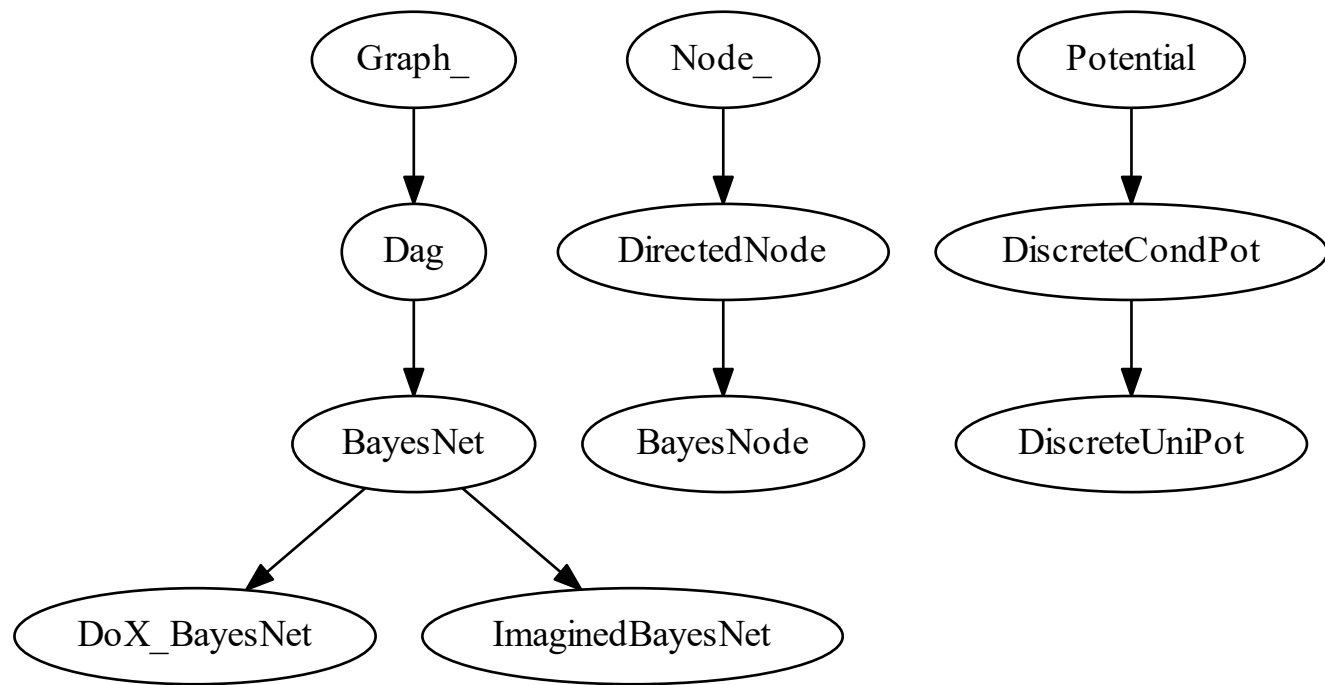 Graph_
Node_
Potential
Dag
DirectedNode
DiscreteCondPot
BayesNet
BayesNode
DiscreteUniPot
DoX_BayesNet
ImaginedBayesNet